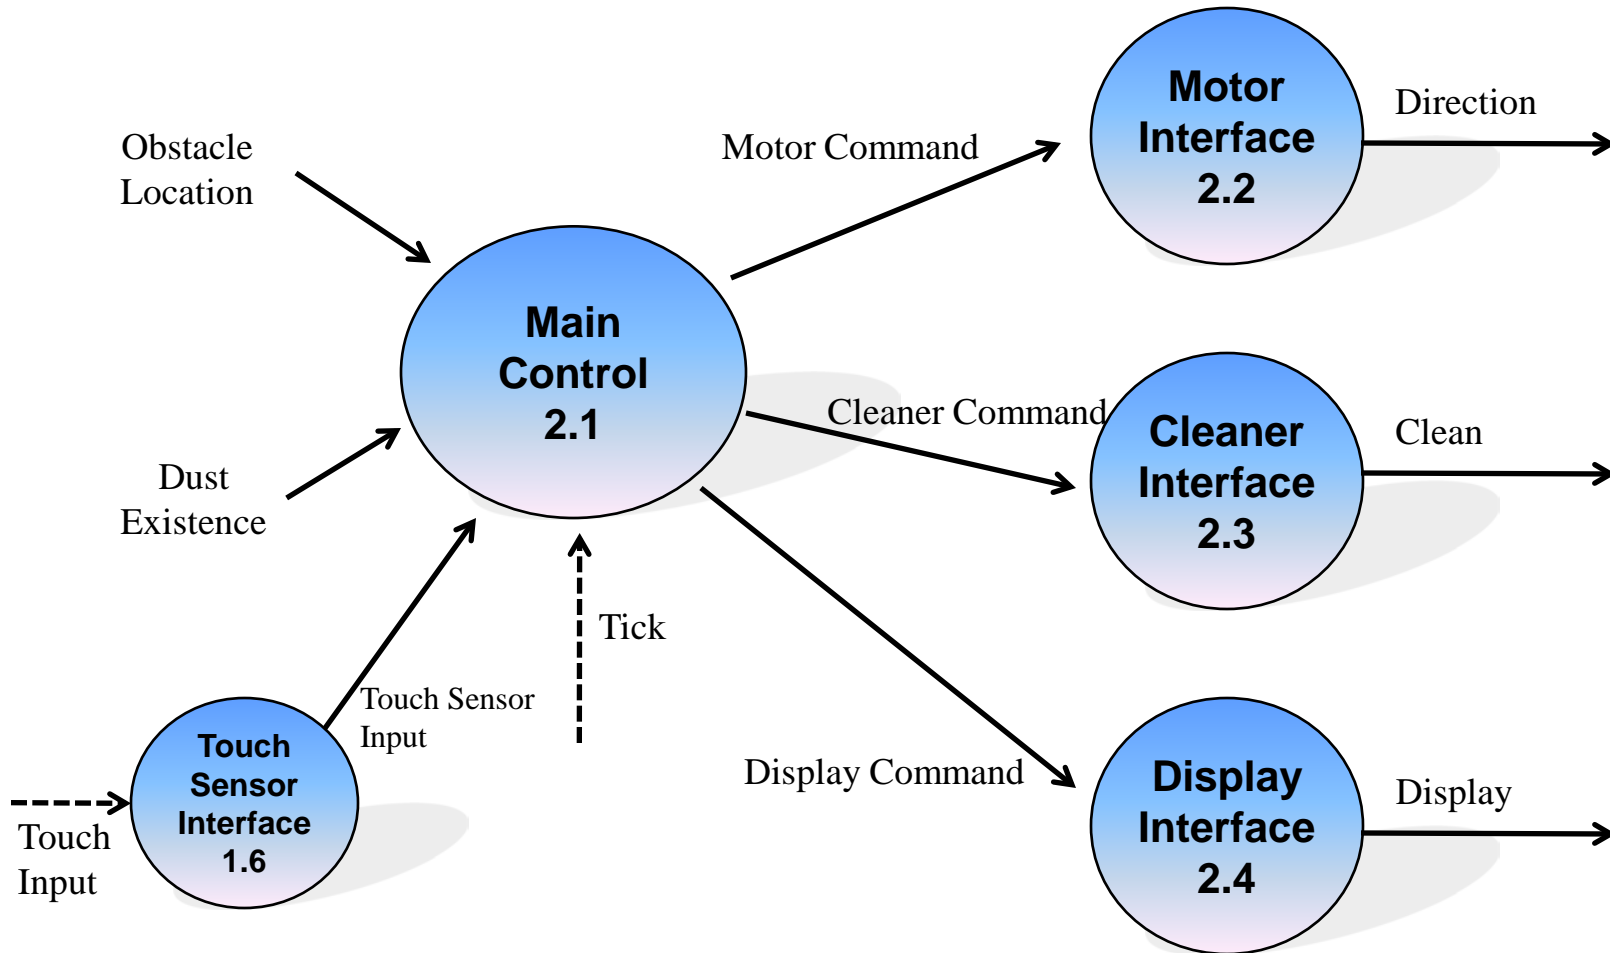 Obstacle
Location
Motor Command
Motor
Interface
2.2
Direction
Main
Control
2.1
Dust
Existence
Cleaner Command
Cleaner
Interface
2.3
Clean
Tick
Touch Sensor
Input
Touch
Sensor
Interface
1.6
Touch
Input
Display Command
Display
Interface
2.4
Display